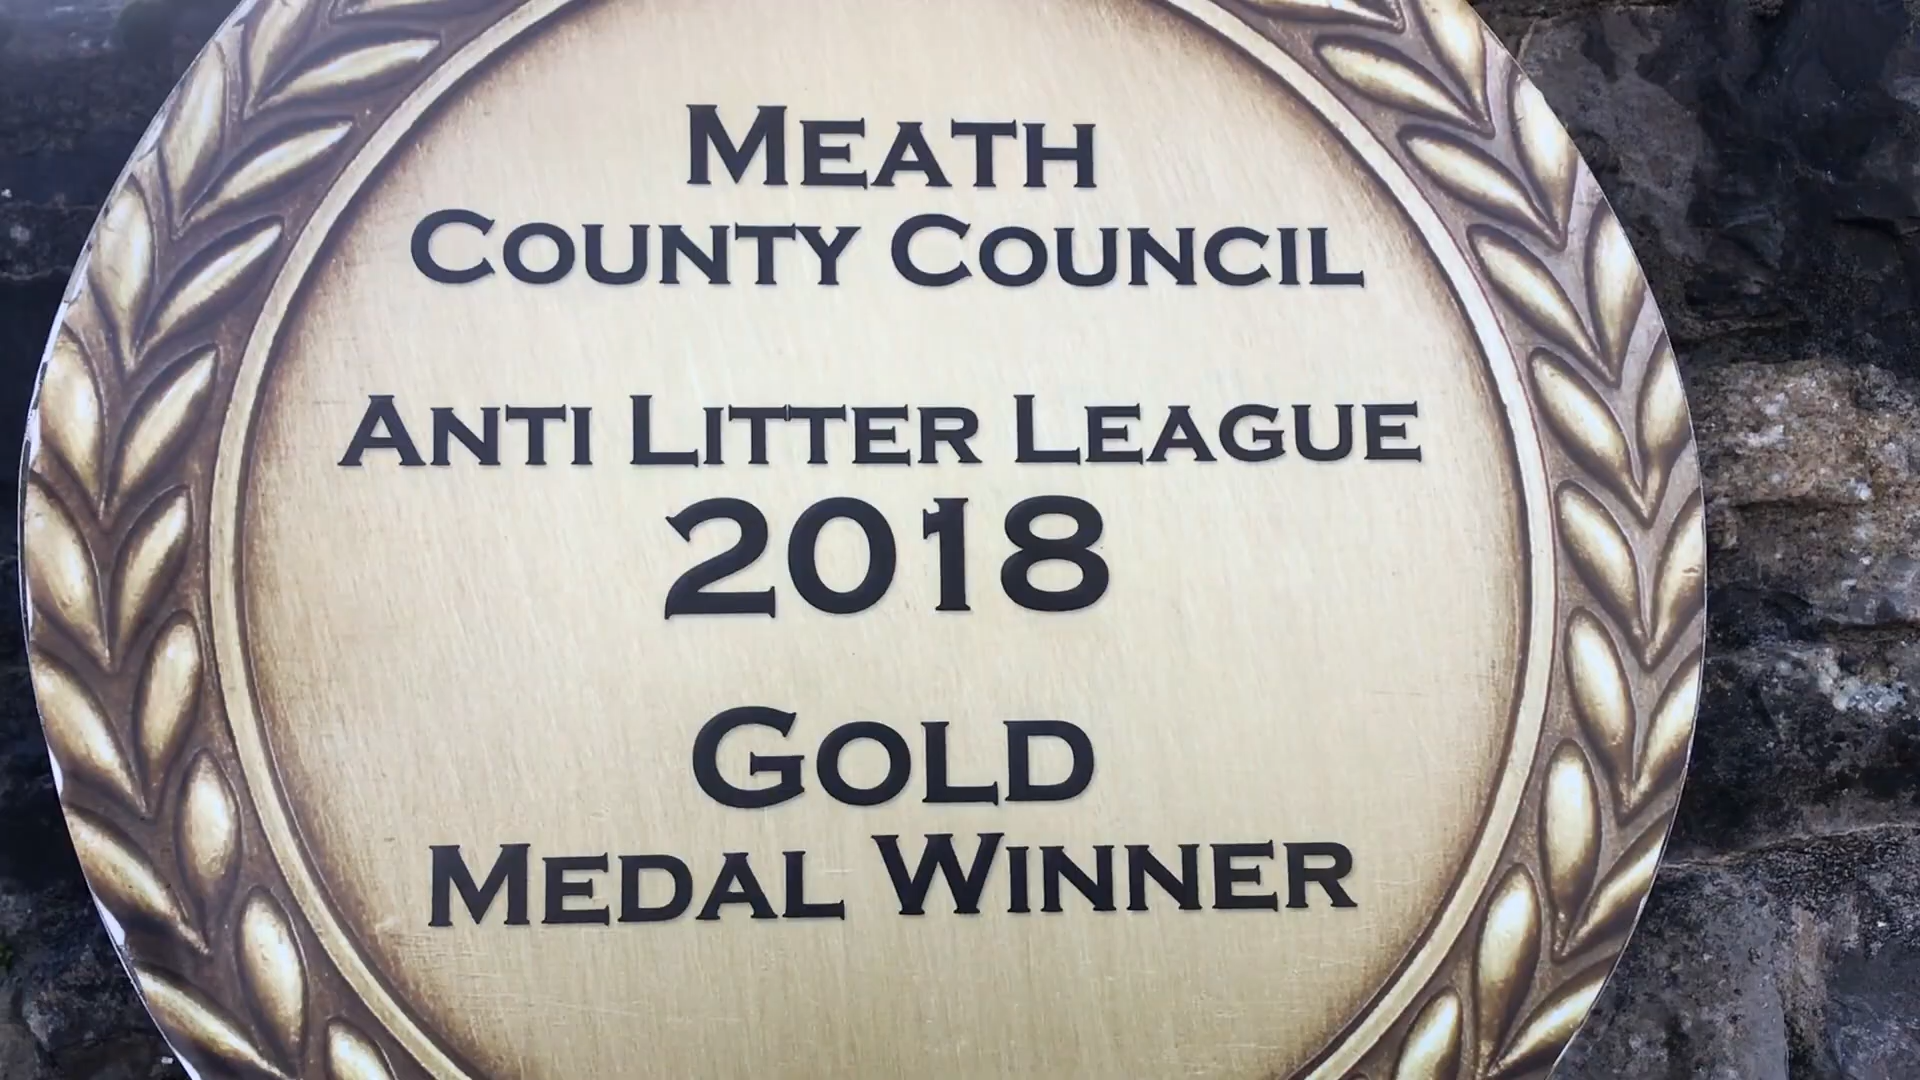 MEATH
COUNTY COUNCIL
ANTI LITTER LEAGUE
2018
GOLD
MEDAL WINNER